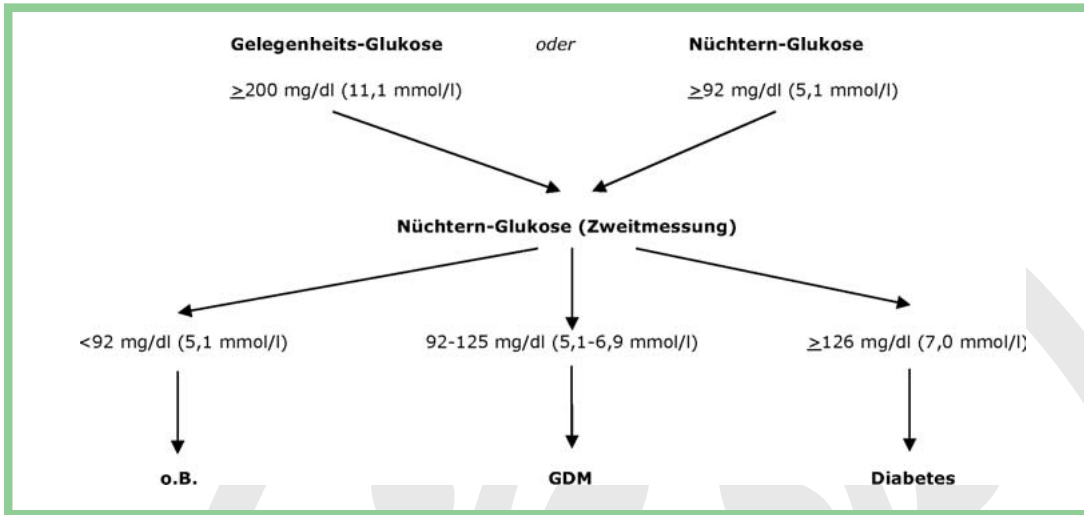 Gelegenheits-Glukose oder Nüchtern-Glukose
≥200 mg/dl (11,1 mmol/l) ≥92 mg/dl (5,1 mmol/l)
Nüchtern-Glukose (Zweitmessung)
<92 mg/dl (5,1 mmol/l) 92-125 mg/dl (5,1-6,9 mmol/l) ≥126 mg/dl (7,0 mmol/l)
o.B. GDM Diabetes